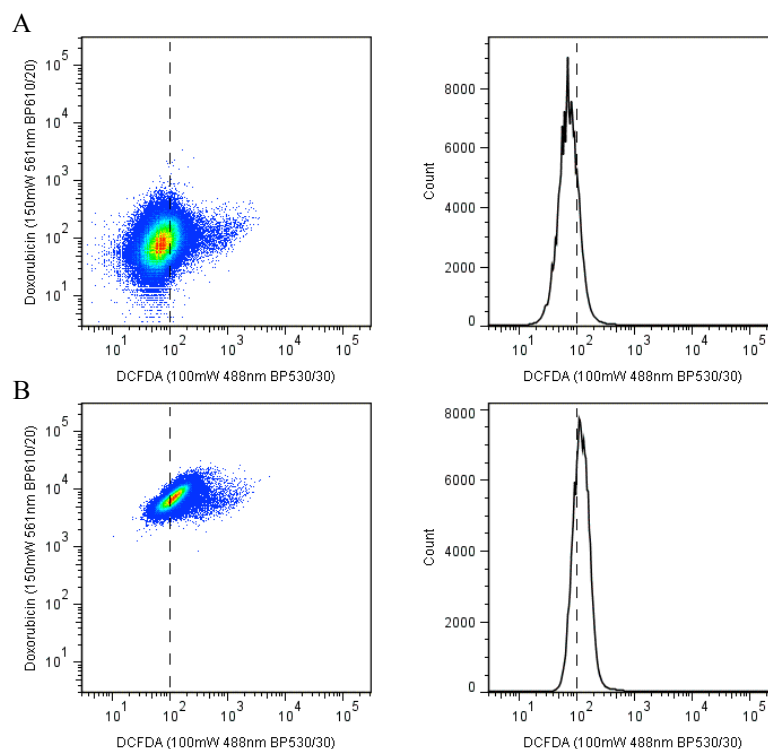 A
Doxorubicin (150mW 561nm BP610/20)
10^5
10^4
10^3
10^2
10^1
10^1 10^2 10^3 10^4 10^5
DCFDA (100mW 488nm BP530/30)
Count
8000
6000
4000
2000
0
10^1 10^2 10^3 10^4 10^5
DCFDA (100mW 488nm BP530/30)
B
Doxorubicin (150mW 561nm BP610/20)
10^5
10^4
10^3
10^2
10^1
10^1 10^2 10^3 10^4 10^5
DCFDA (100mW 488nm BP530/30)
Count
8000
6000
4000
2000
0
10^1 10^2 10^3 10^4 10^5
DCFDA (100mW 488nm BP530/30)